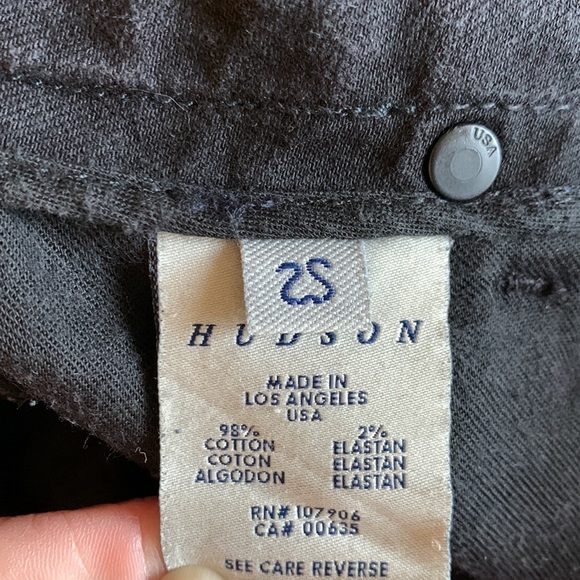 USA
25
HUDSON
MADE IN
LOS ANGELES
USA
98% 2%
COTTON ELASTAN
COTON ELASTAN
ALGODON ELASTAN
RN# 107906
CA# 00635
SEE CARE REVERSE